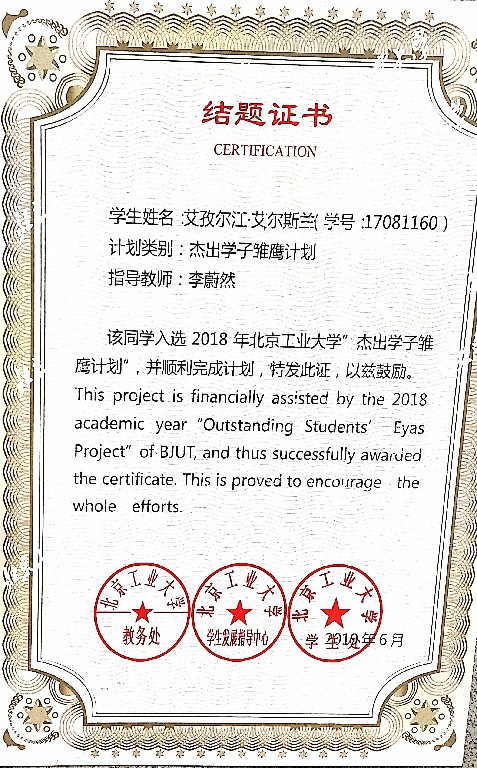 结题证书
CERTIFICATION
学生姓名:艾孜尔江·艾尔斯兰(学号:17081160)
计划类别:杰出学子雏鹰计划
指导教师:李蔚然
该同学入选 2018 年北京工业大学"杰出学子雏
鹰计划",并顺利完成计划,特发此证,以兹鼓励。
This project is financially assisted by the 2018
academic year "Outstanding Students' Eyas
Project" of BJUT, and thus successfully awarded
the certificate. This is proved to encourage the
whole efforts.
北京工业大学
教务处
北京工业大学
学生发展指导中心
北京工业大学
学生处
2019年6月